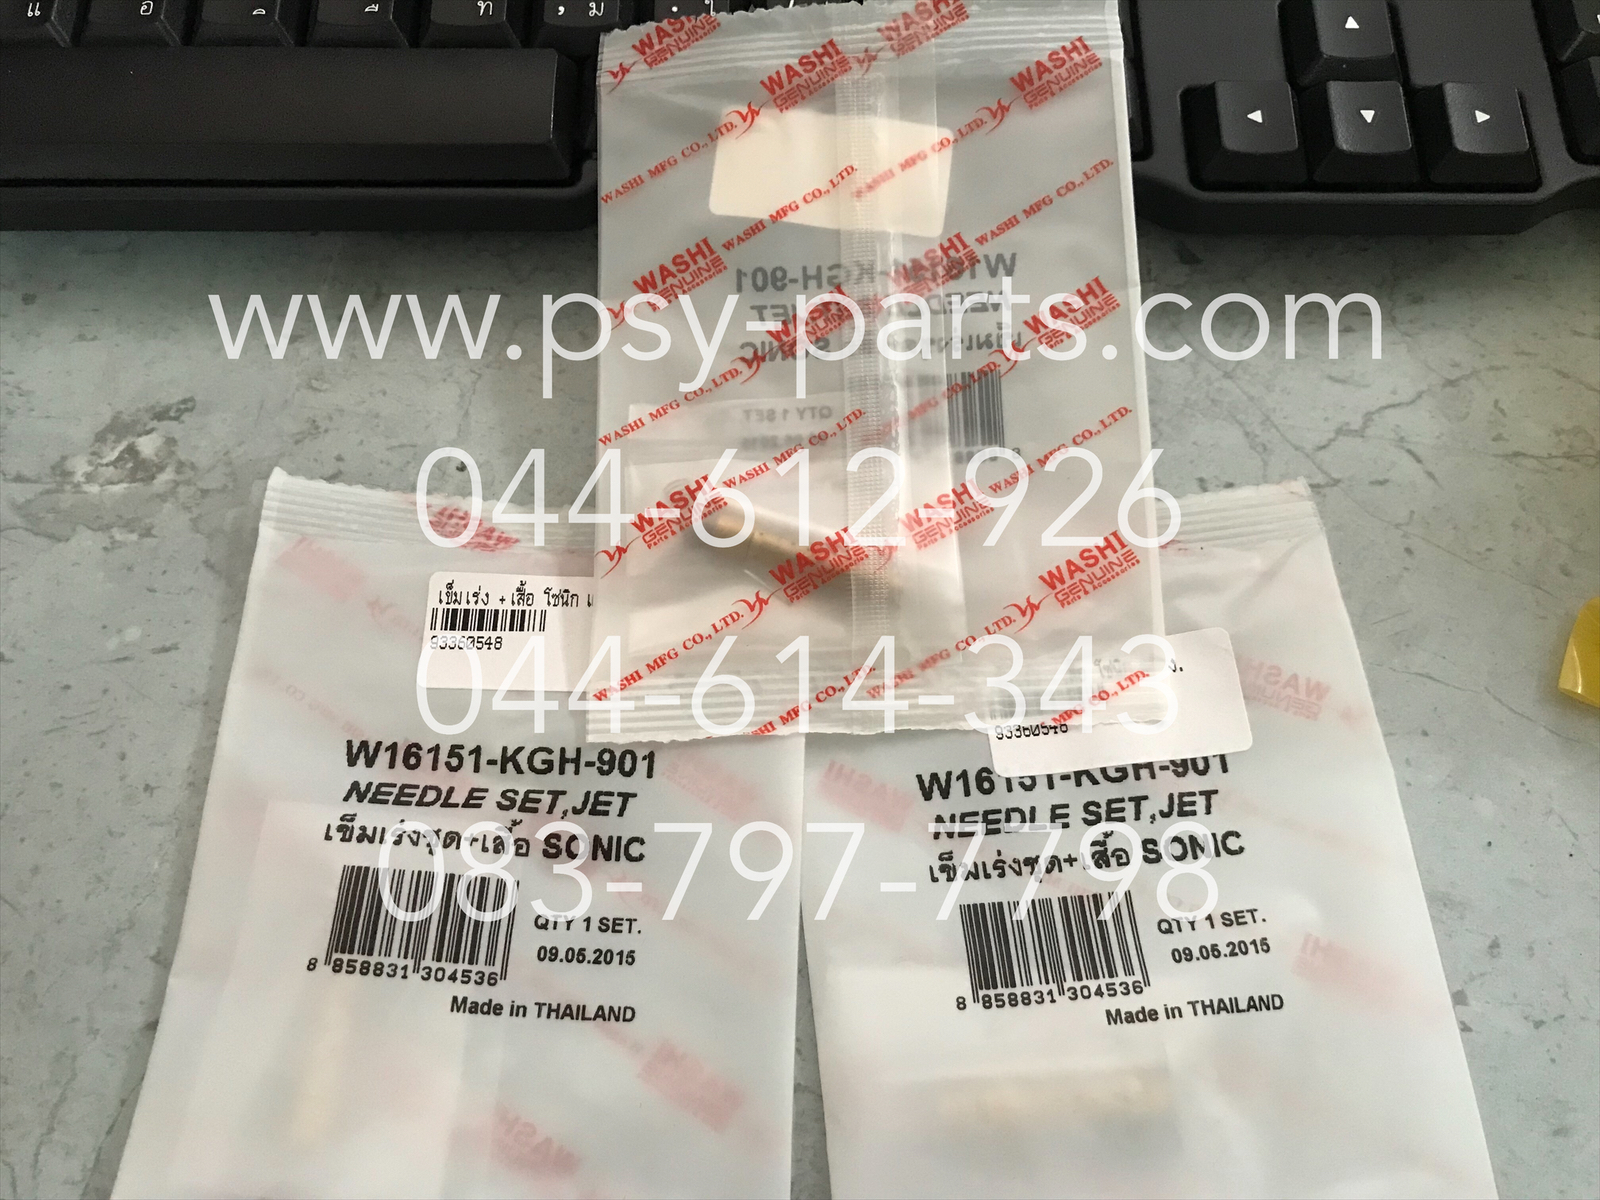 WASHI
GENUINE
Parts & Accessories
WASHI MFG CO.,LTD.
www.psy-parts.com
044-612-926
044-614-343
083-797-7798
เข็มเร่ง +เสื้อ โซนิก
93360548
W16151-KGH-901
NEEDLE SET,JET
เข็มเร่งชุด+เสื้อ SONIC
QTY 1 SET.
09.05.2015
8 858831 304536
Made in THAILAND
93360548
W16151-KGH-901
NEEDLE SET,JET
เข็มเร่งชุด+เสื้อ SONIC
QTY 1 SET.
09.05.2015
8 858831 304536
Made in THAILAND